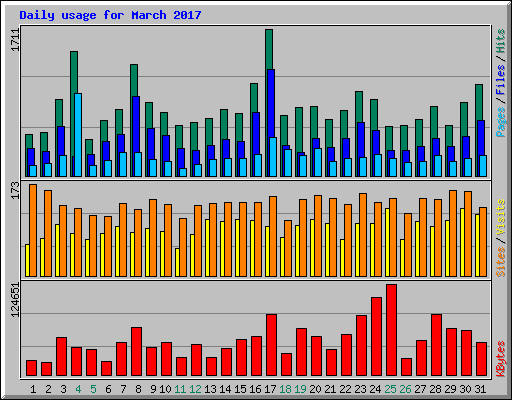 Daily usage for March 2017
1711
173
124651
Pages / Files / Hits
Sites / Visits
KBytes
1 2 3 4 5 6 7 8 9 10 11 12 13 14 15 16 17 18 19 20 21 22 23 24 25 26 27 28 29 30 31